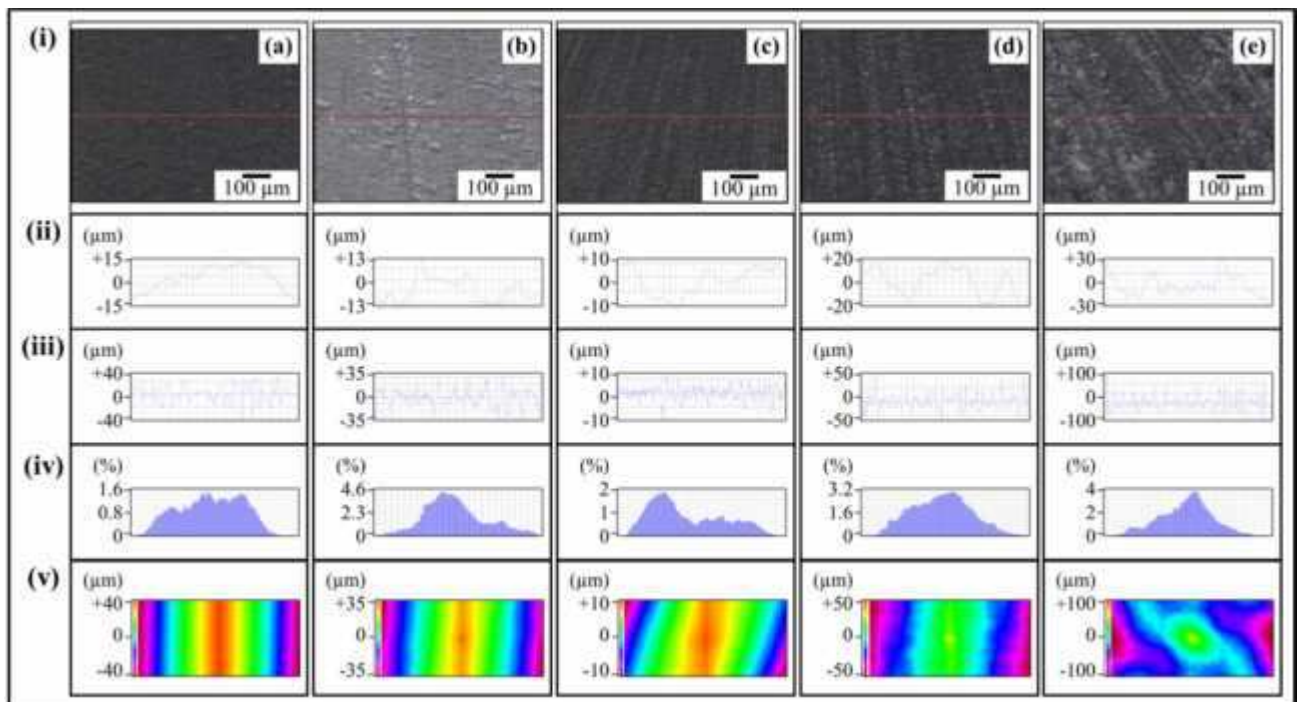 (i) (a) (b) (c) (d) (e)
100 µm 100 µm 100 µm 100 µm 100 µm
(ii) (µm) (µm) (µm) (µm) (µm)
+15 +13 +10 +20 +30
0 0 0 0 0
-15 -13 -10 -20 -30
(iii) (µm) (µm) (µm) (µm) (µm)
+40 +35 +10 +50 +100
0 0 0 0 0
-40 -35 -10 -50 -100
(iv) (%) (%) (%) (%) (%)
1.6 4.6 2 3.2 4
0.8 2.3 1 1.6 2
0 0 0 0 0
(v) (µm) (µm) (µm) (µm) (µm)
+40 +35 +10 +50 +100
0 0 0 0 0
-40 -35 -10 -50 -100